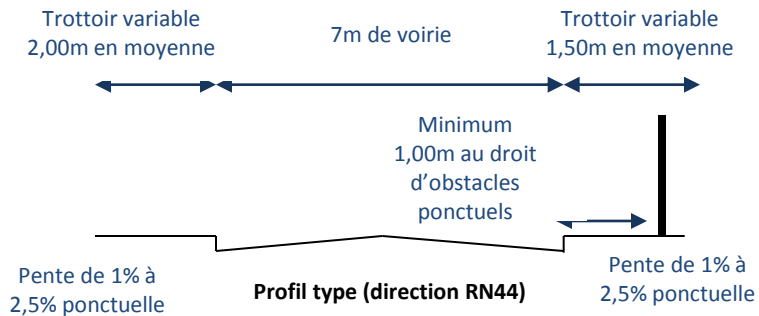 Trottoir variable
2,00m en moyenne
7m de voirie
Trottoir variable
1,50m en moyenne
Minimum
1,00m au droit
d’obstacles
ponctuels
Pente de 1% à
2,5% ponctuelle
Profil type (direction RN44)
Pente de 1% à
2,5% ponctuelle